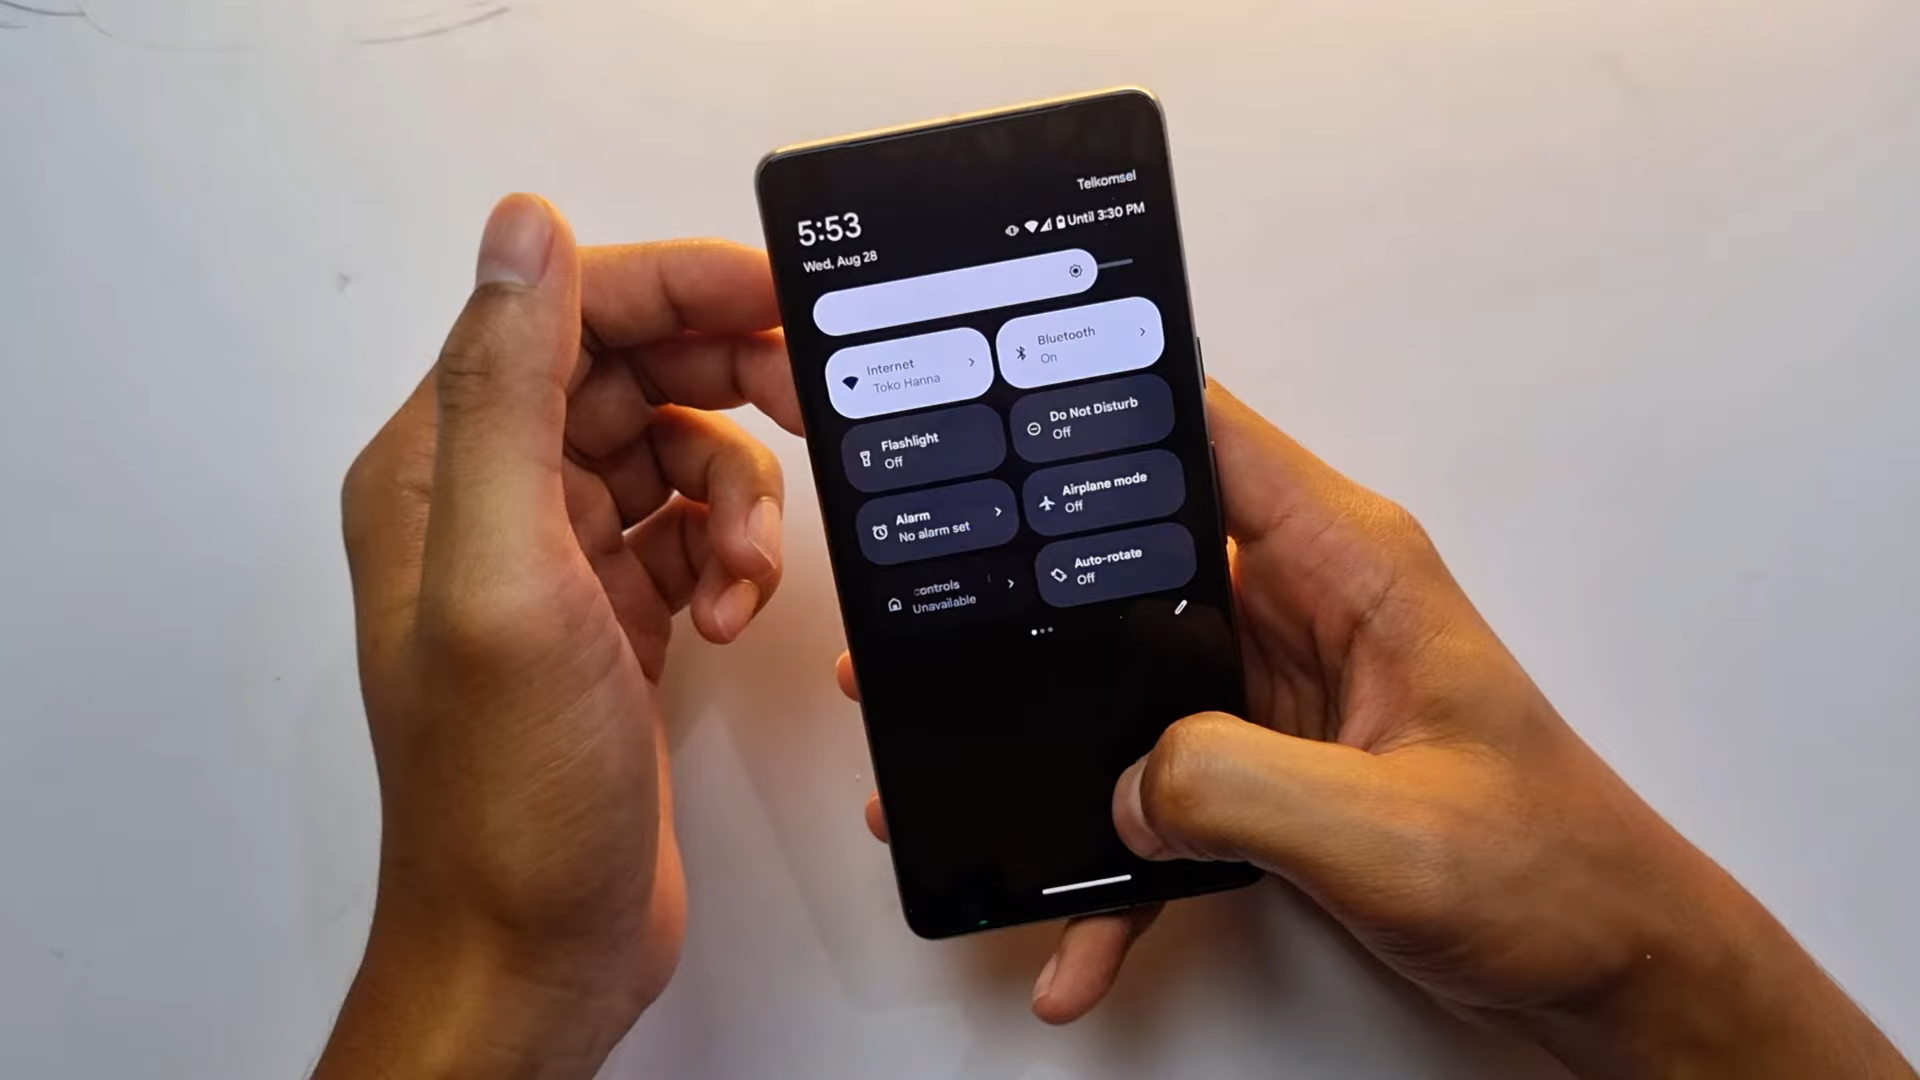 Telkomsel
5:53
Until 3:30 PM
Wed, Aug 28
Internet
Toko Hanna
Bluetooth
On
Flashlight
Off
Do Not Disturb
Off
Alarm
No alarm set
Airplane mode
Off
controls
Unavailable
Auto-rotate
Off